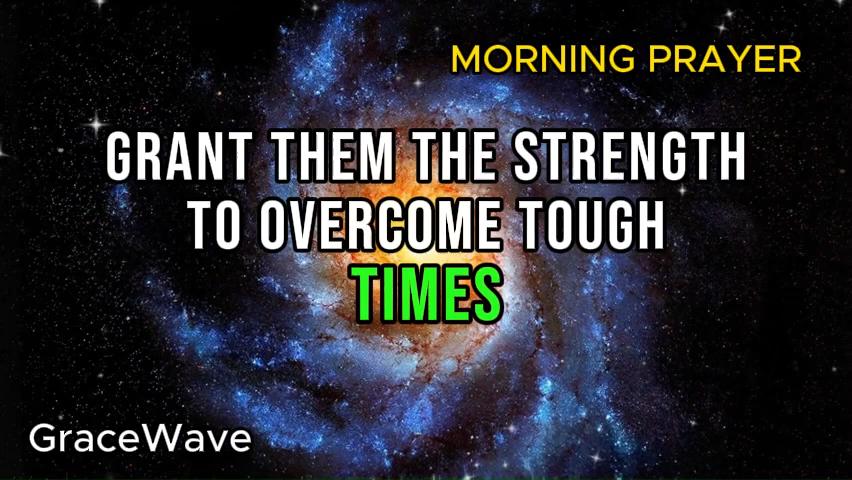 MORNING PRAYER
GRANT THEM THE STRENGTH
TO OVERCOME TOUGH
TIMES
GraceWave